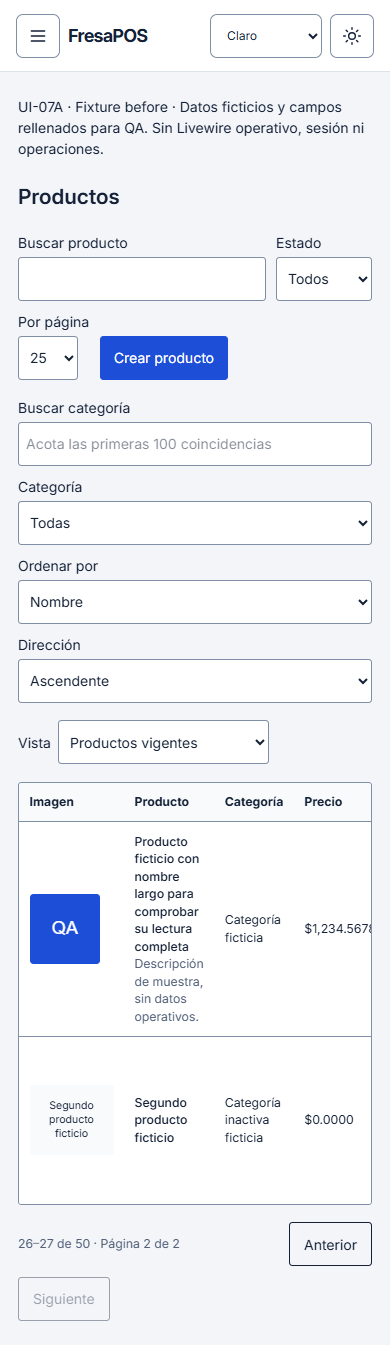 FresaPOS
Claro
UI-07A · Fixture before · Datos ficticios y campos
rellenados para QA. Sin Livewire operativo, sesión ni
operaciones.
Productos
Buscar producto
Estado
Todos
Por página
25
Crear producto
Buscar categoría
Acota las primeras 100 coincidencias
Categoría
Todas
Ordenar por
Nombre
Dirección
Ascendente
Vista
Productos vigentes
Imagen
Producto
Categoría
Precio
QA
Producto
ficticio con
nombre
largo para
comprobar
su lectura
completa
Descripción
de muestra,
sin datos
operativos.
Categoría
ficticia
$1,234.5678
Segundo
producto
ficticio
Segundo
producto
ficticio
Categoría
inactiva
ficticia
$0.0000
26–27 de 50 · Página 2 de 2
Anterior
Siguiente